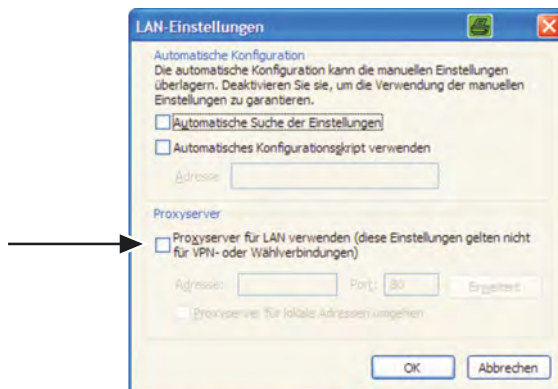 LAN-Einstellungen
Automatische Konfiguration
Die automatische Konfiguration kann die manuellen Einstellungen
überlagern. Deaktivieren Sie sie, um die Verwendung der manuellen
Einstellungen zu garantieren.
Automatische Suche der Einstellungen
Automatisches Konfigurationsskript verwenden
Adresse
Proxyserver
Proxyserver für LAN verwenden (diese Einstellungen gelten nicht
für VPN- oder Wählverbindungen)
Adresse: Port: 80 Erweitert
Proxyserver für lokale Adressen umgehen
OK Abbrechen